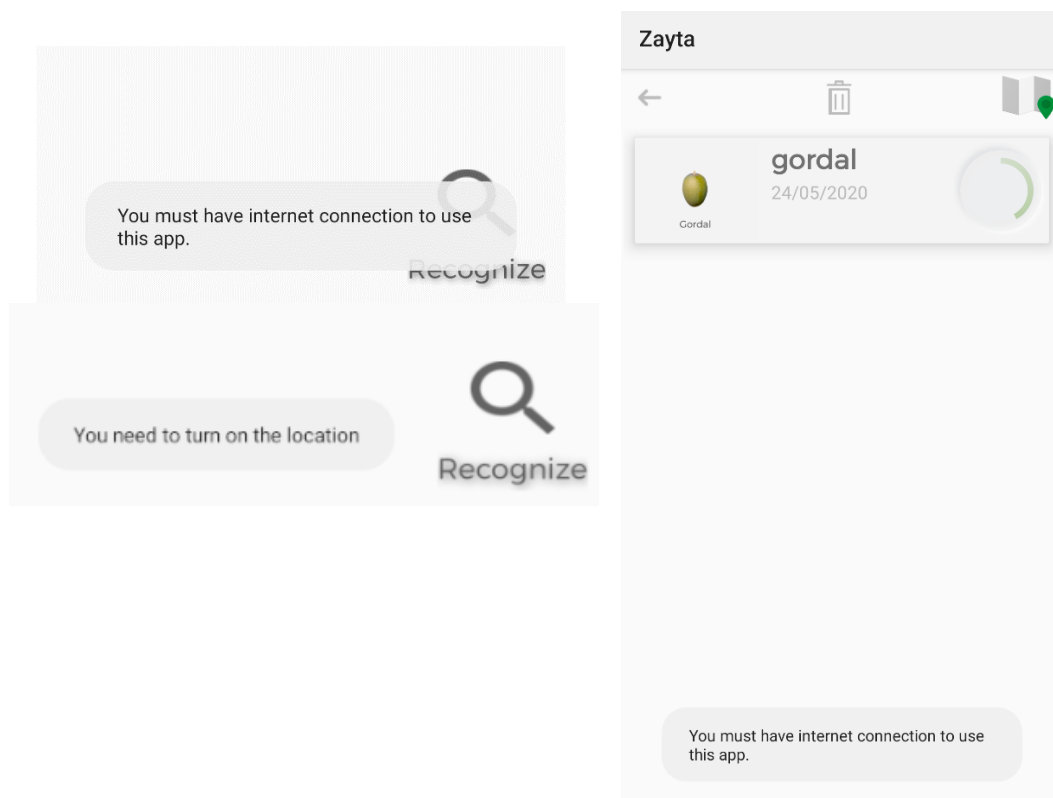 You must have internet connection to use
this app.
Recognize
You need to turn on the location
Recognize
Zayta
gordal
24/05/2020
Gordal
You must have internet connection to use
this app.